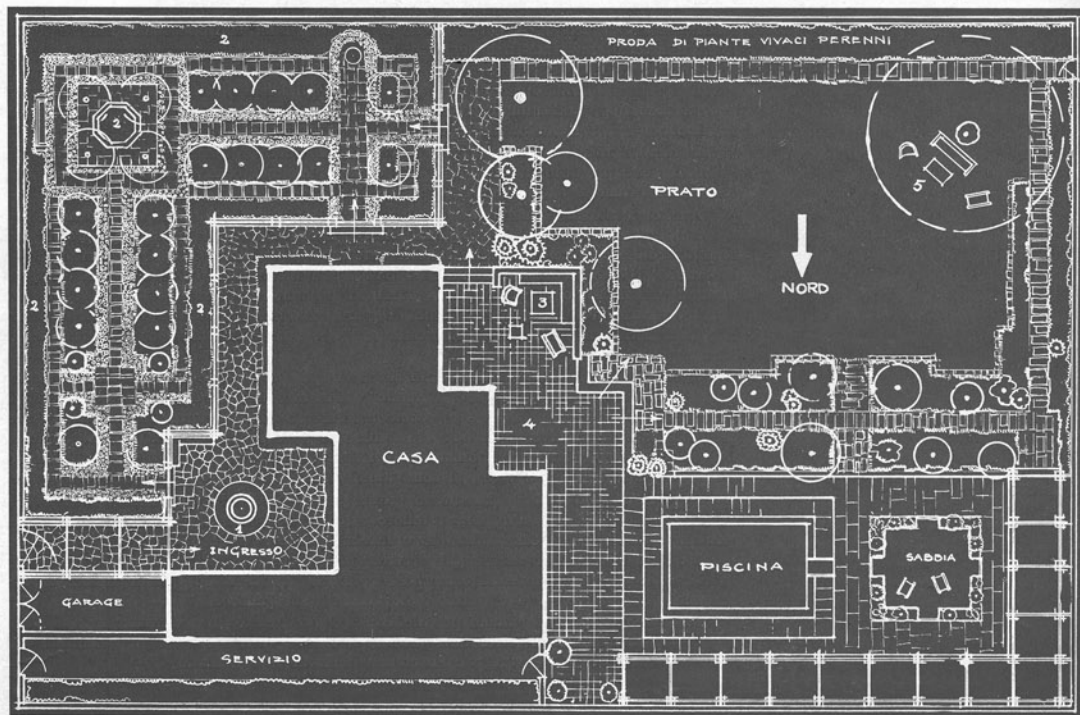 2
PRODA DI PIANTE VIVACI PERENNI
2
5
PRATO
NORD
2
2
3
4
CASA
1
INGRESSO
PISCINA
SABBIA
GARAGE
SERVIZIO